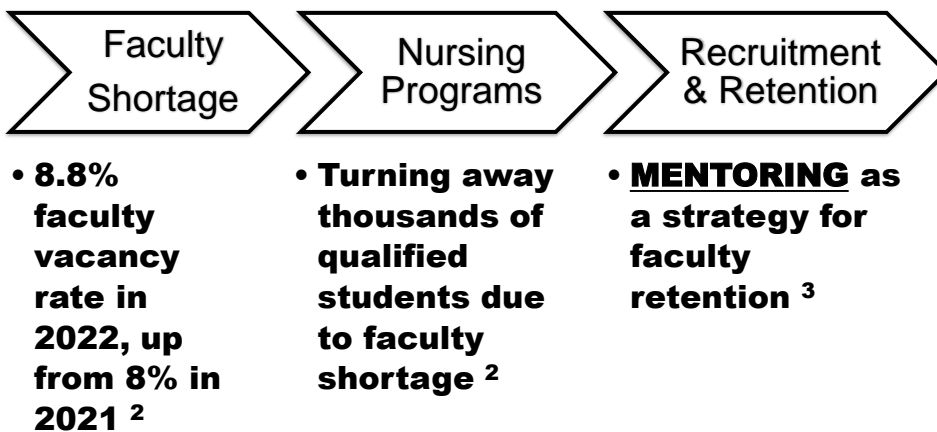 Faculty
Shortage
• 8.8%
faculty
vacancy
rate in
2022, up
from 8% in
2021 ²
Nursing
Programs
• Turning away
thousands of
qualified
students due
to faculty
shortage ²
Recruitment
& Retention
• MENTORING as
a strategy for
faculty
retention ³